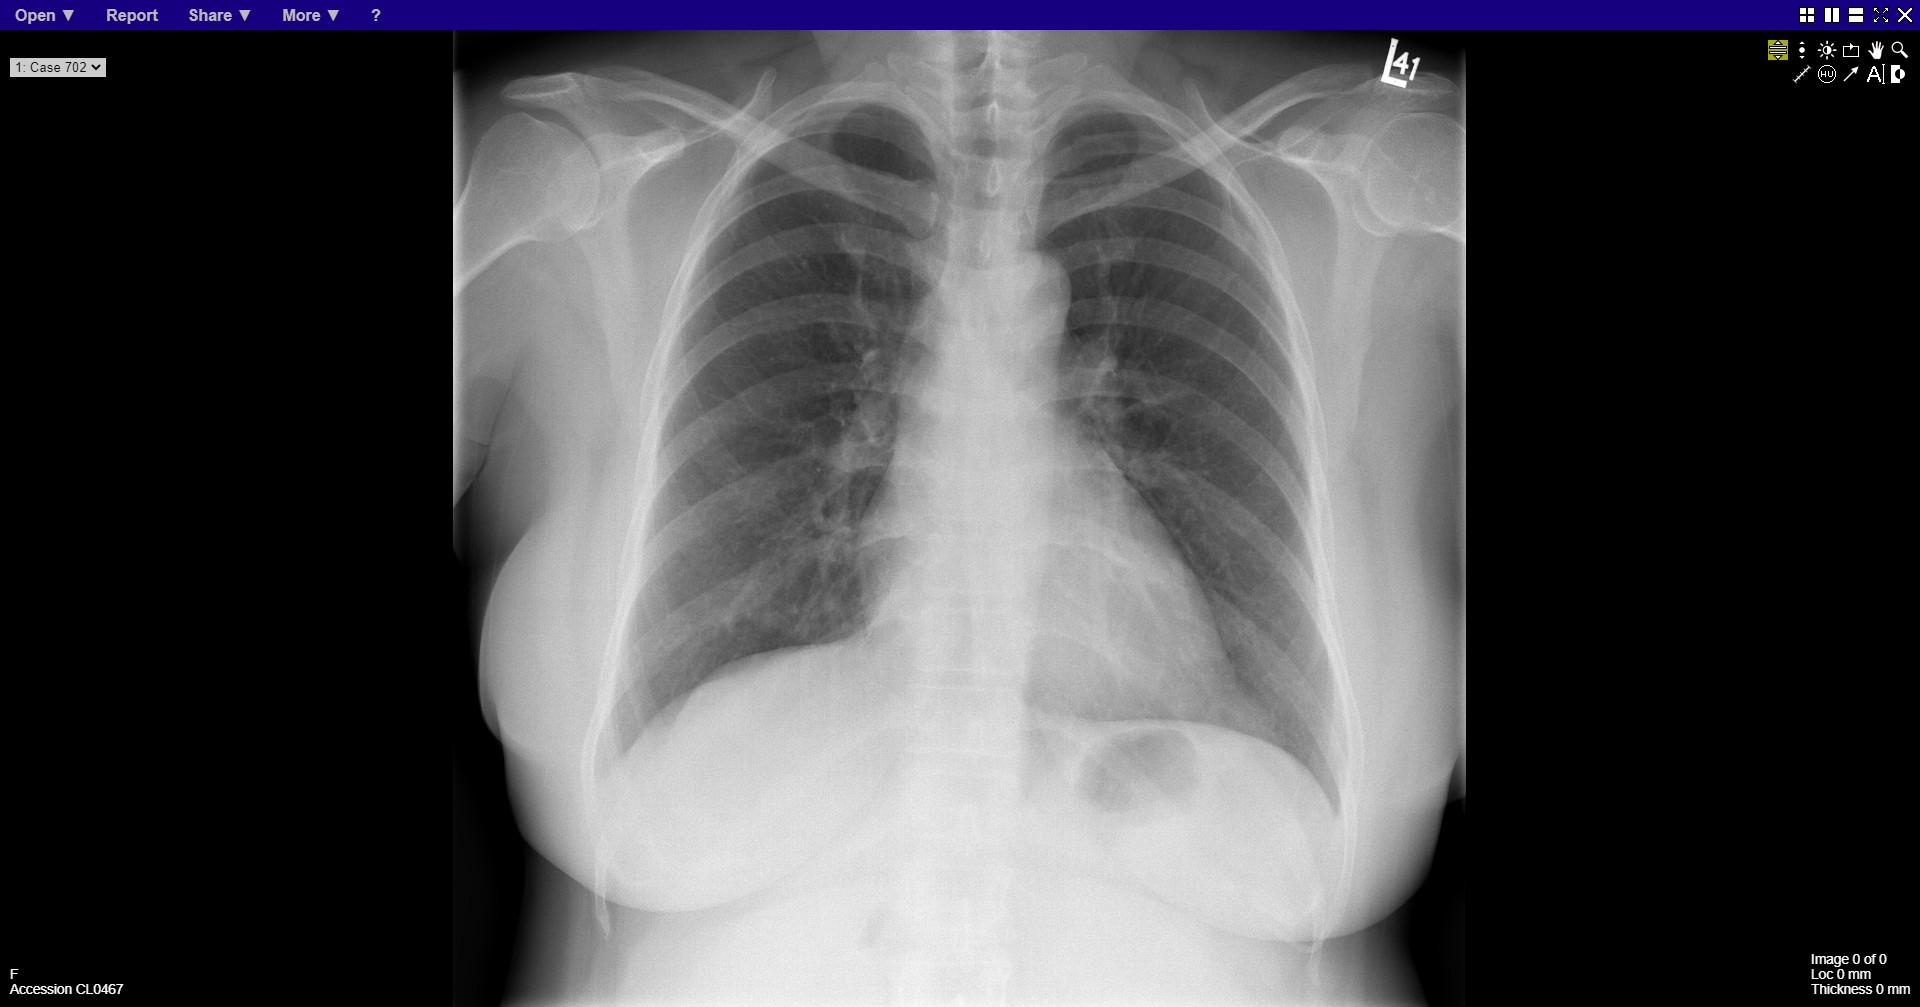 Open ▼ Report Share ▼ More ▼ ?
1: Case 702
L41
HU
A
F
Accession CL0467
Image 0 of 0
Loc 0 mm
Thickness 0 mm